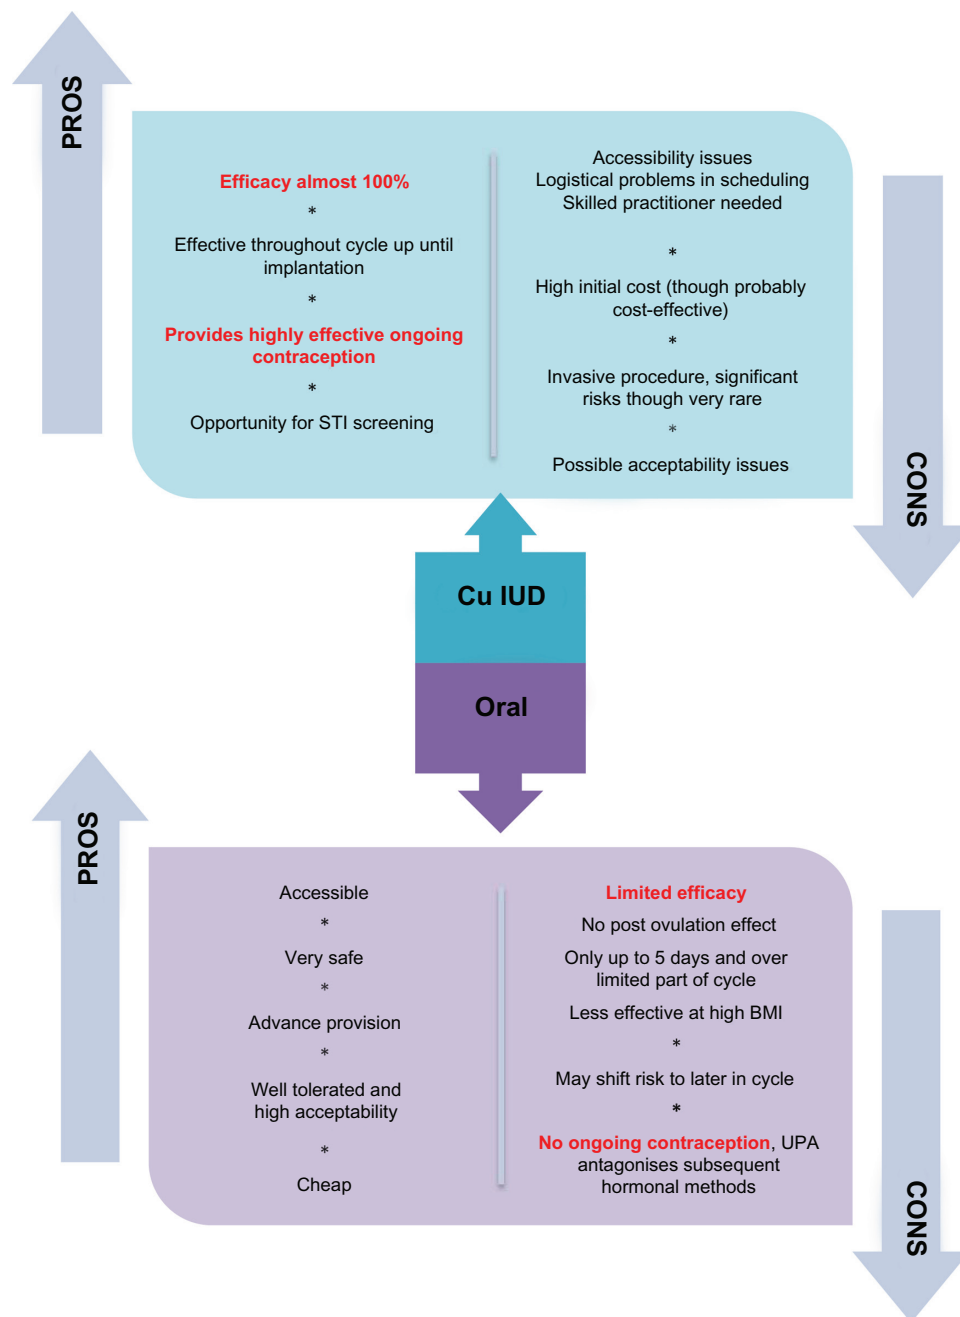 PROS
Efficacy almost 100%
*
Effective throughout cycle up until
implantation
*
Provides highly effective ongoing
contraception
*
Opportunity for STI screening
Accessibility issues
Logistical problems in scheduling
Skilled practitioner needed
*
High initial cost (though probably
cost-effective)
*
Invasive procedure, significant
risks though very rare
*
Possible acceptability issues
CONS
Cu IUD
Oral
PROS
Accessible
*
Very safe
*
Advance provision
*
Well tolerated and
high acceptability
*
Cheap
Limited efficacy
No post ovulation effect
Only up to 5 days and over
limited part of cycle
Less effective at high BMI
*
May shift risk to later in cycle
*
No ongoing contraception, UPA
antagonises subsequent
hormonal methods
CONS